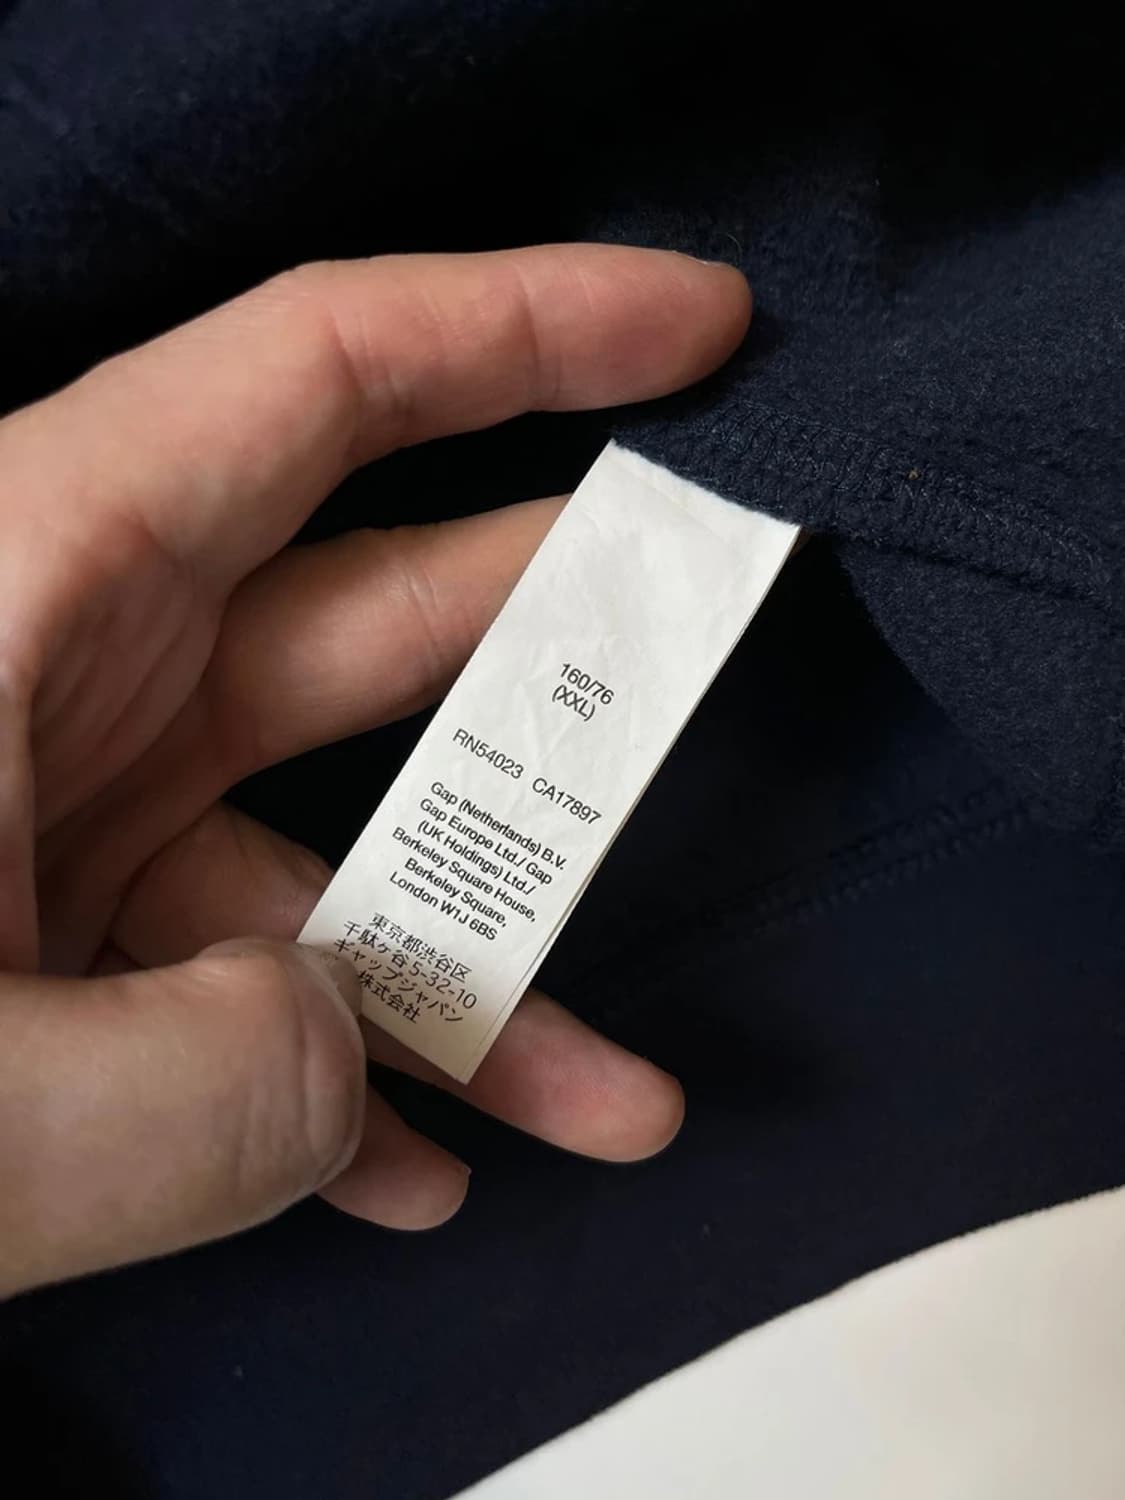 160/76
(XXL)
RN54023 CA17897
Gap (Netherlands) B.V.
Gap Europe Ltd./ Gap
(UK Holdings) Ltd./
Berkeley Square House,
Berkeley Square,
London W1J 6BS
東京都渋谷区
千駄ヶ谷5-32-10
ギャップジャパン
株式会社